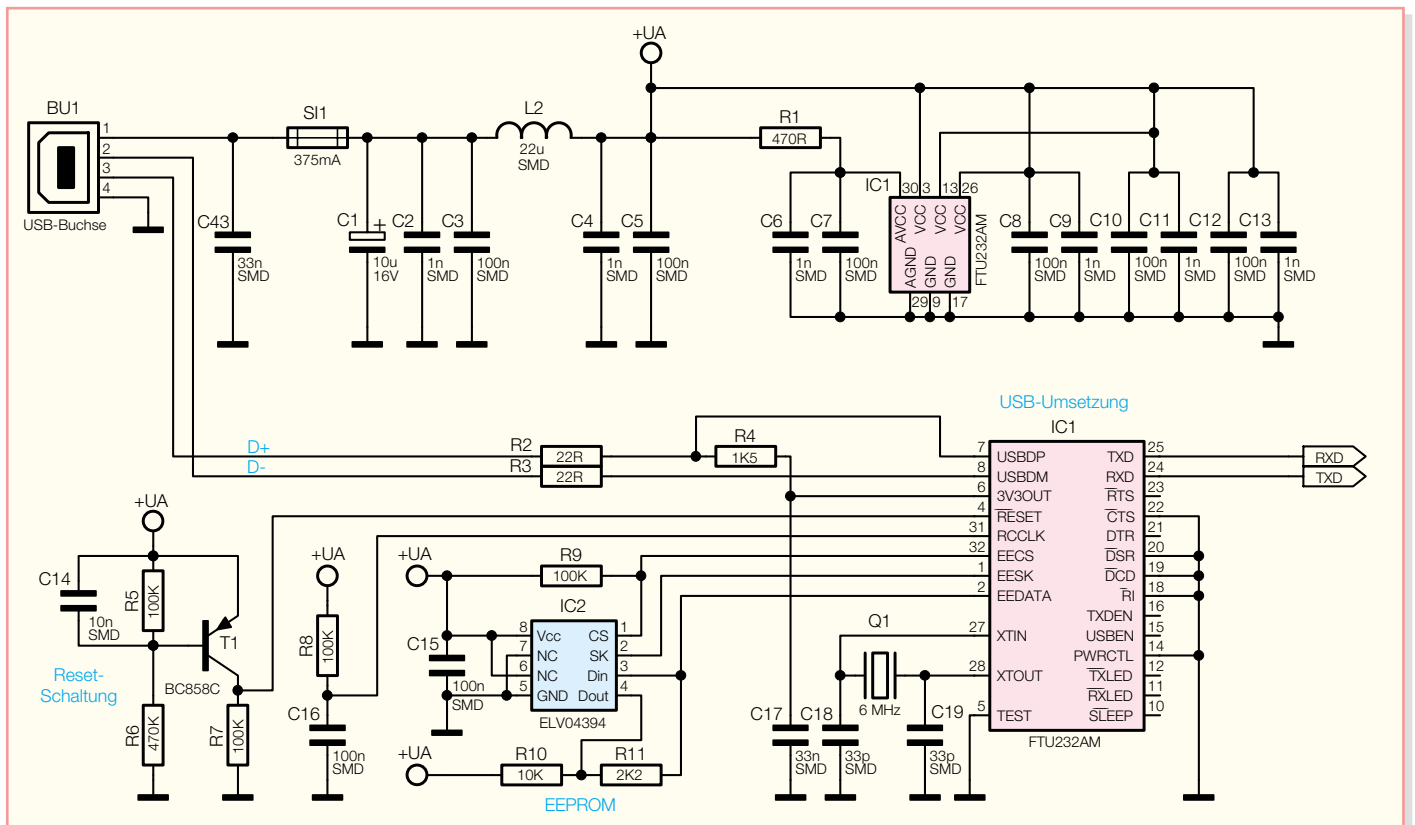 +UA
BU1
1
2
3
4
USB-Buchse
SI1
375mA
L2
22u
SMD
R1
470R
C43
33n
SMD
C1
+
10u
16V
C2
1n
SMD
C3
100n
SMD
C4
1n
SMD
C5
100n
SMD
C6
1n
SMD
C7
100n
SMD
IC1
30 3 13 26
AVCC
VCC
VCC
VCC
AGND
GND
GND
29 9 17
FTU232AM
C8
100n
SMD
C9
1n
SMD
C10
100n
SMD
C11
1n
SMD
C12
100n
SMD
C13
1n
SMD
USB-Umsetzung
IC1
D+
D-
R2
22R
R3
22R
R4
1K5
7 USBDP TXD 25
8 USBDM RXD 24
6 3V3OUT RTS 23
4 RESET CTS 22
31 RCCLK DTR 21
32 EECS DSR 20
1 EESK DCD 19
2 EEDATA RI 18
TXDEN 16
27 XTIN USBEN 15
PWRCTL 14
28 XTOUT TXLED 12
RXLED 11
5 TEST SLEEP 10
FTU232AM
RXD
TXD
+UA
C14
10n
SMD
R5
100K
T1
BC858C
Reset-
Schaltung
R6
470K
R7
100K
+UA
R8
100K
C16
100n
SMD
+UA
R9
100K
IC2
C15
100n
SMD
8 Vcc CS 1
7 NC SK 2
6 NC Din 3
5 GND Dout 4
ELV04394
+UA
R10
10K
R11
2K2
EEPROM
Q1
6 MHz
C17
33n
SMD
C18
33p
SMD
C19
33p
SMD